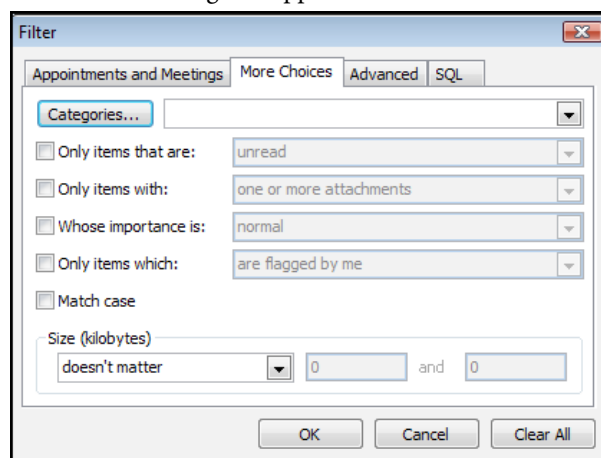 Filter
Appointments and Meetings More Choices Advanced SQL
Categories...
Only items that are: unread
Only items with: one or more attachments
Whose importance is: normal
Only items which: are flagged by me
Match case
Size (kilobytes)
doesn't matter 0 and 0
OK Cancel Clear All